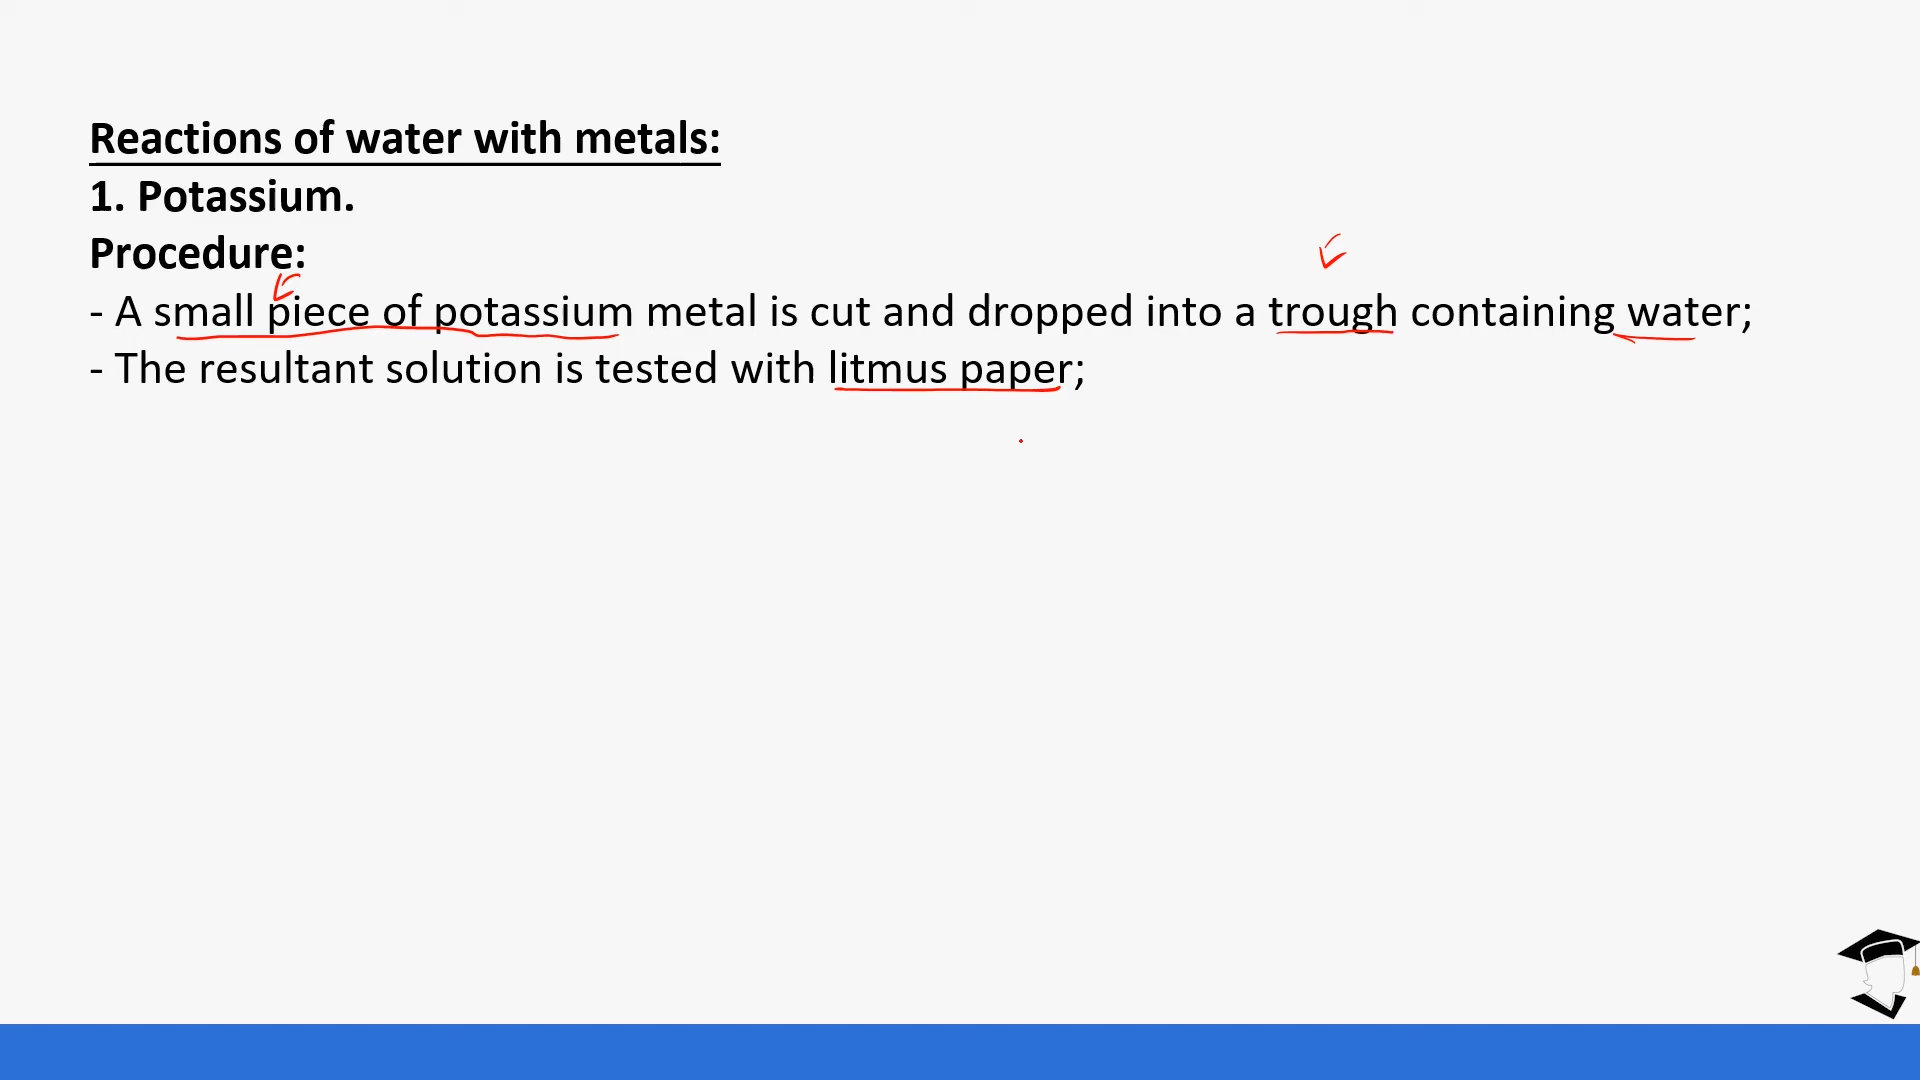 Reactions of water with metals:
1. Potassium.
Procedure:
- A small piece of potassium metal is cut and dropped into a trough containing water;
- The resultant solution is tested with litmus paper;